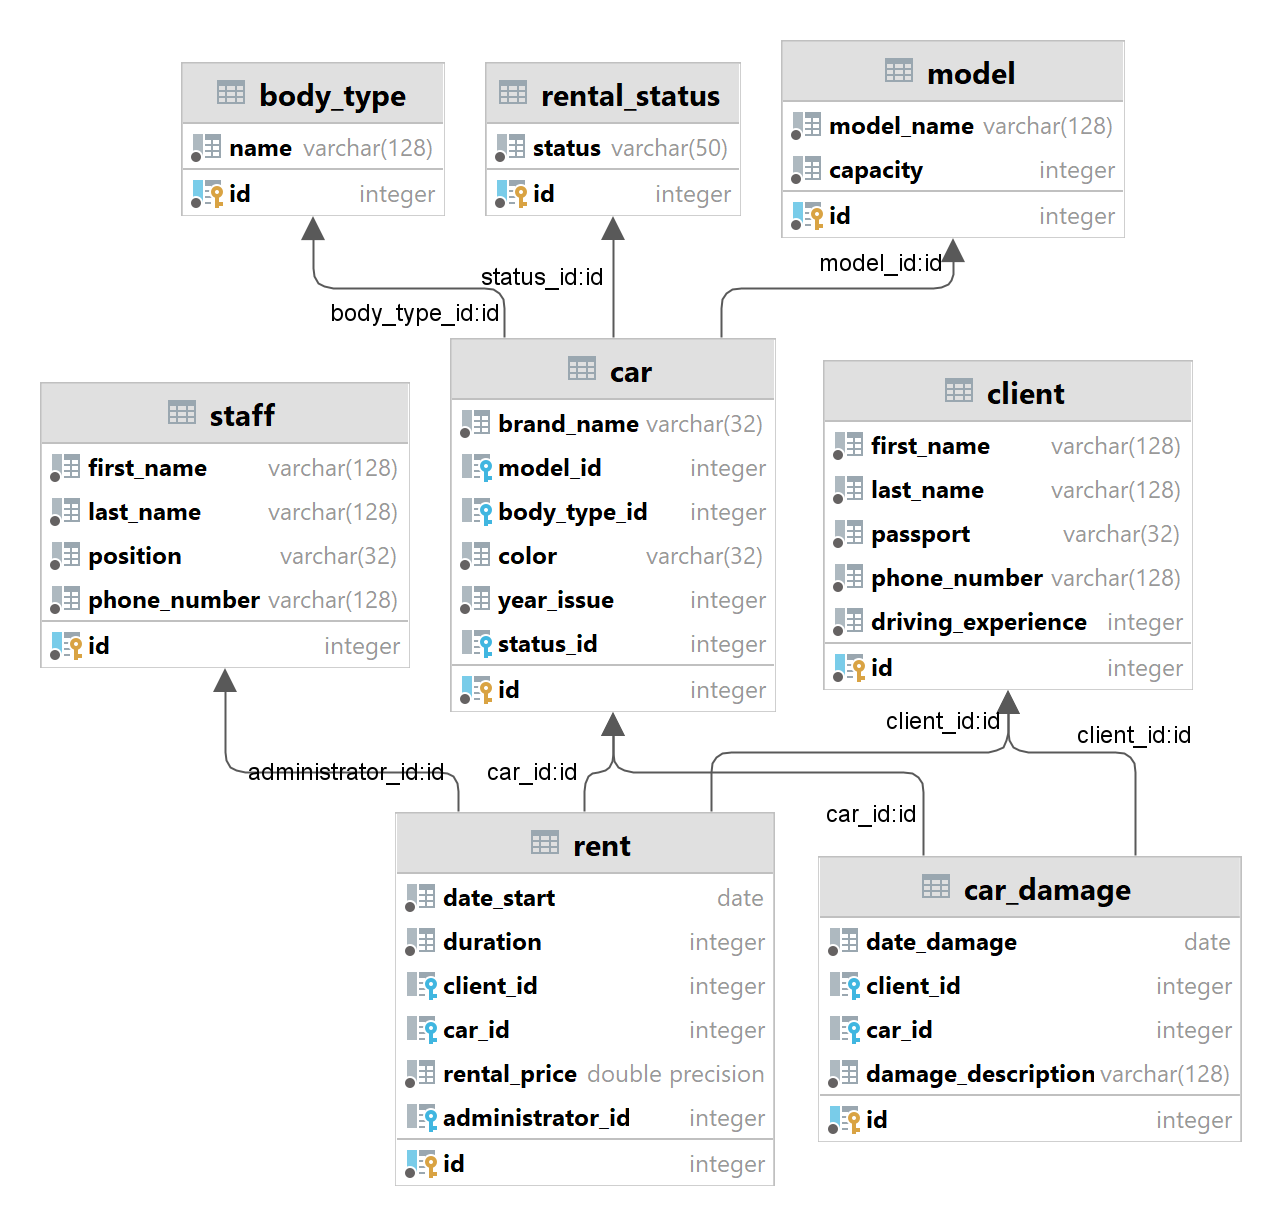 body_type
name varchar(128)
id integer
rental_status
status varchar(50)
id integer
model
model_name varchar(128)
capacity integer
id integer
body_type_id:id
status_id:id
model_id:id
staff
first_name varchar(128)
last_name varchar(128)
position varchar(32)
phone_number varchar(128)
id integer
car
brand_name varchar(32)
model_id integer
body_type_id integer
color varchar(32)
year_issue integer
status_id integer
id integer
client
first_name varchar(128)
last_name varchar(128)
passport varchar(32)
phone_number varchar(128)
driving_experience integer
id integer
administrator_id:id
car_id:id
client_id:id
client_id:id
car_id:id
rent
date_start date
duration integer
client_id integer
car_id integer
rental_price double precision
administrator_id integer
id integer
car_damage
date_damage date
client_id integer
car_id integer
damage_description varchar(128)
id integer